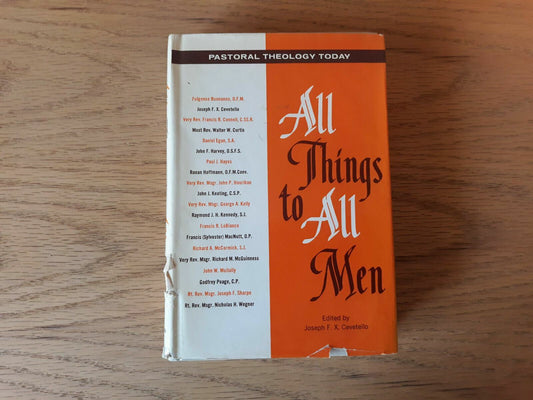 PASTORAL THEOLOGY TODAY
Fulgence Buonanno, O.F.M.
Joseph F. X. Cevetello
Very Rev. Francis R. Connell, C.SS.R.
Most Rev. Walter W. Curtis
Daniel Egan, S.A.
John F. Harvey, O.S.F.S.
Paul J. Hayes
Ronan Hoffmann, O.F.M.Conv.
Very Rev. Msgr. John P. Hourihan
John J. Keating, C.S.P.
Very Rev. Msgr. George A. Kelly
Raymond J. H. Kennedy, S.J.
Francis R. LoBianco
Francis (Sylvester) MacNutt, O.P.
Richard A. McCormick, S.J.
Very Rev. Msgr. Richard M. McGuinness
John W. McNally
Godfrey Poage, C.P.
Rt. Rev. Msgr. Joseph F. Sharpe
Rt. Rev. Msgr. Nicholas H. Wegner
All
Things
to All
Men
Edited by
Joseph F. X. Cevetello